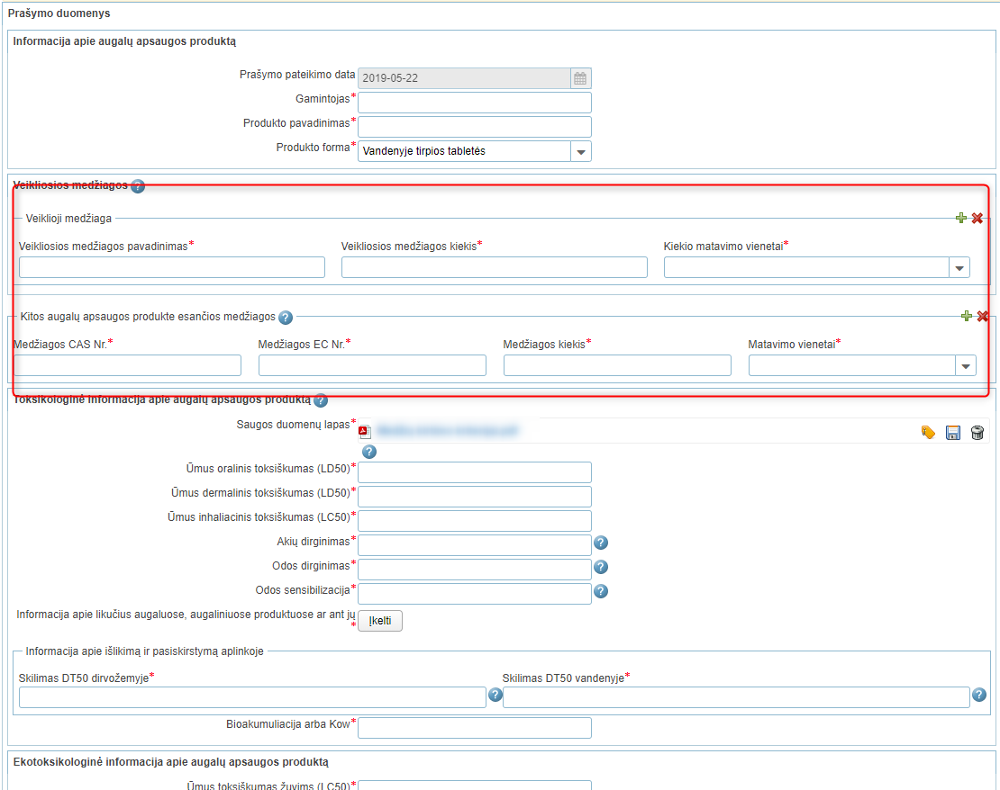 Prašymo duomenys
Informacija apie augalų apsaugos produktą
Prašymo pateikimo data 2019-05-22
Gamintojas*
Produkto pavadinimas*
Produkto forma* Vandenyje tirpios tabletės
Veikliosios medžiagos ?
Veiklioji medžiaga
Veikliosios medžiagos pavadinimas* Veikliosios medžiagos kiekis* Kiekio matavimo vienetai*
Kitos augalų apsaugos produkte esančios medžiagos ?
Medžiagos CAS Nr.* Medžiagos EC Nr.* Medžiagos kiekis* Matavimo vienetai*
Toksikologinė informacija apie augalų apsaugos produktą ?
Saugos duomenų lapas*
?
Ūmus oralinis toksiškumas (LD50)*
Ūmus dermalinis toksiškumas (LD50)*
Ūmus inhaliacinis toksiškumas (LC50)*
Akių dirginimas* ?
Odos dirginimas* ?
Odos sensibilizacija* ?
Informacija apie likučius augaluose, augaliniuose produktuose ar ant jų * Įkelti
Informacija apie išlikimą ir pasiskirstymą aplinkoje
Skilimas DT50 dirvožemyje* ? Skilimas DT50 vandenyje* ?
Bioakumuliacija arba Kow*
Ekotoksikologinė informacija apie augalų apsaugos produktą
Ūmus toksiškumas žuvims (LC50)*